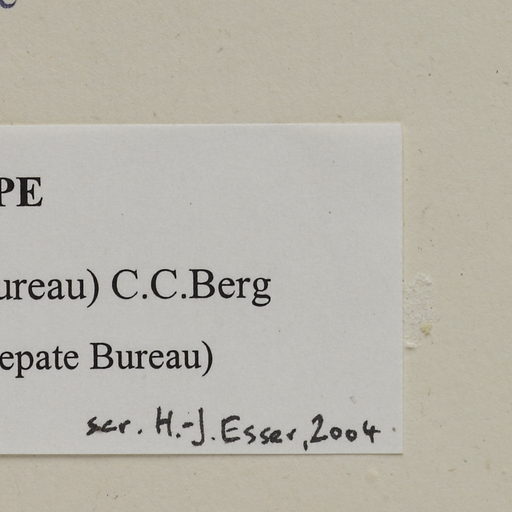 PE
ureau) C.C.Berg
epate Bureau)
scr. H.-J. Esser, 2004